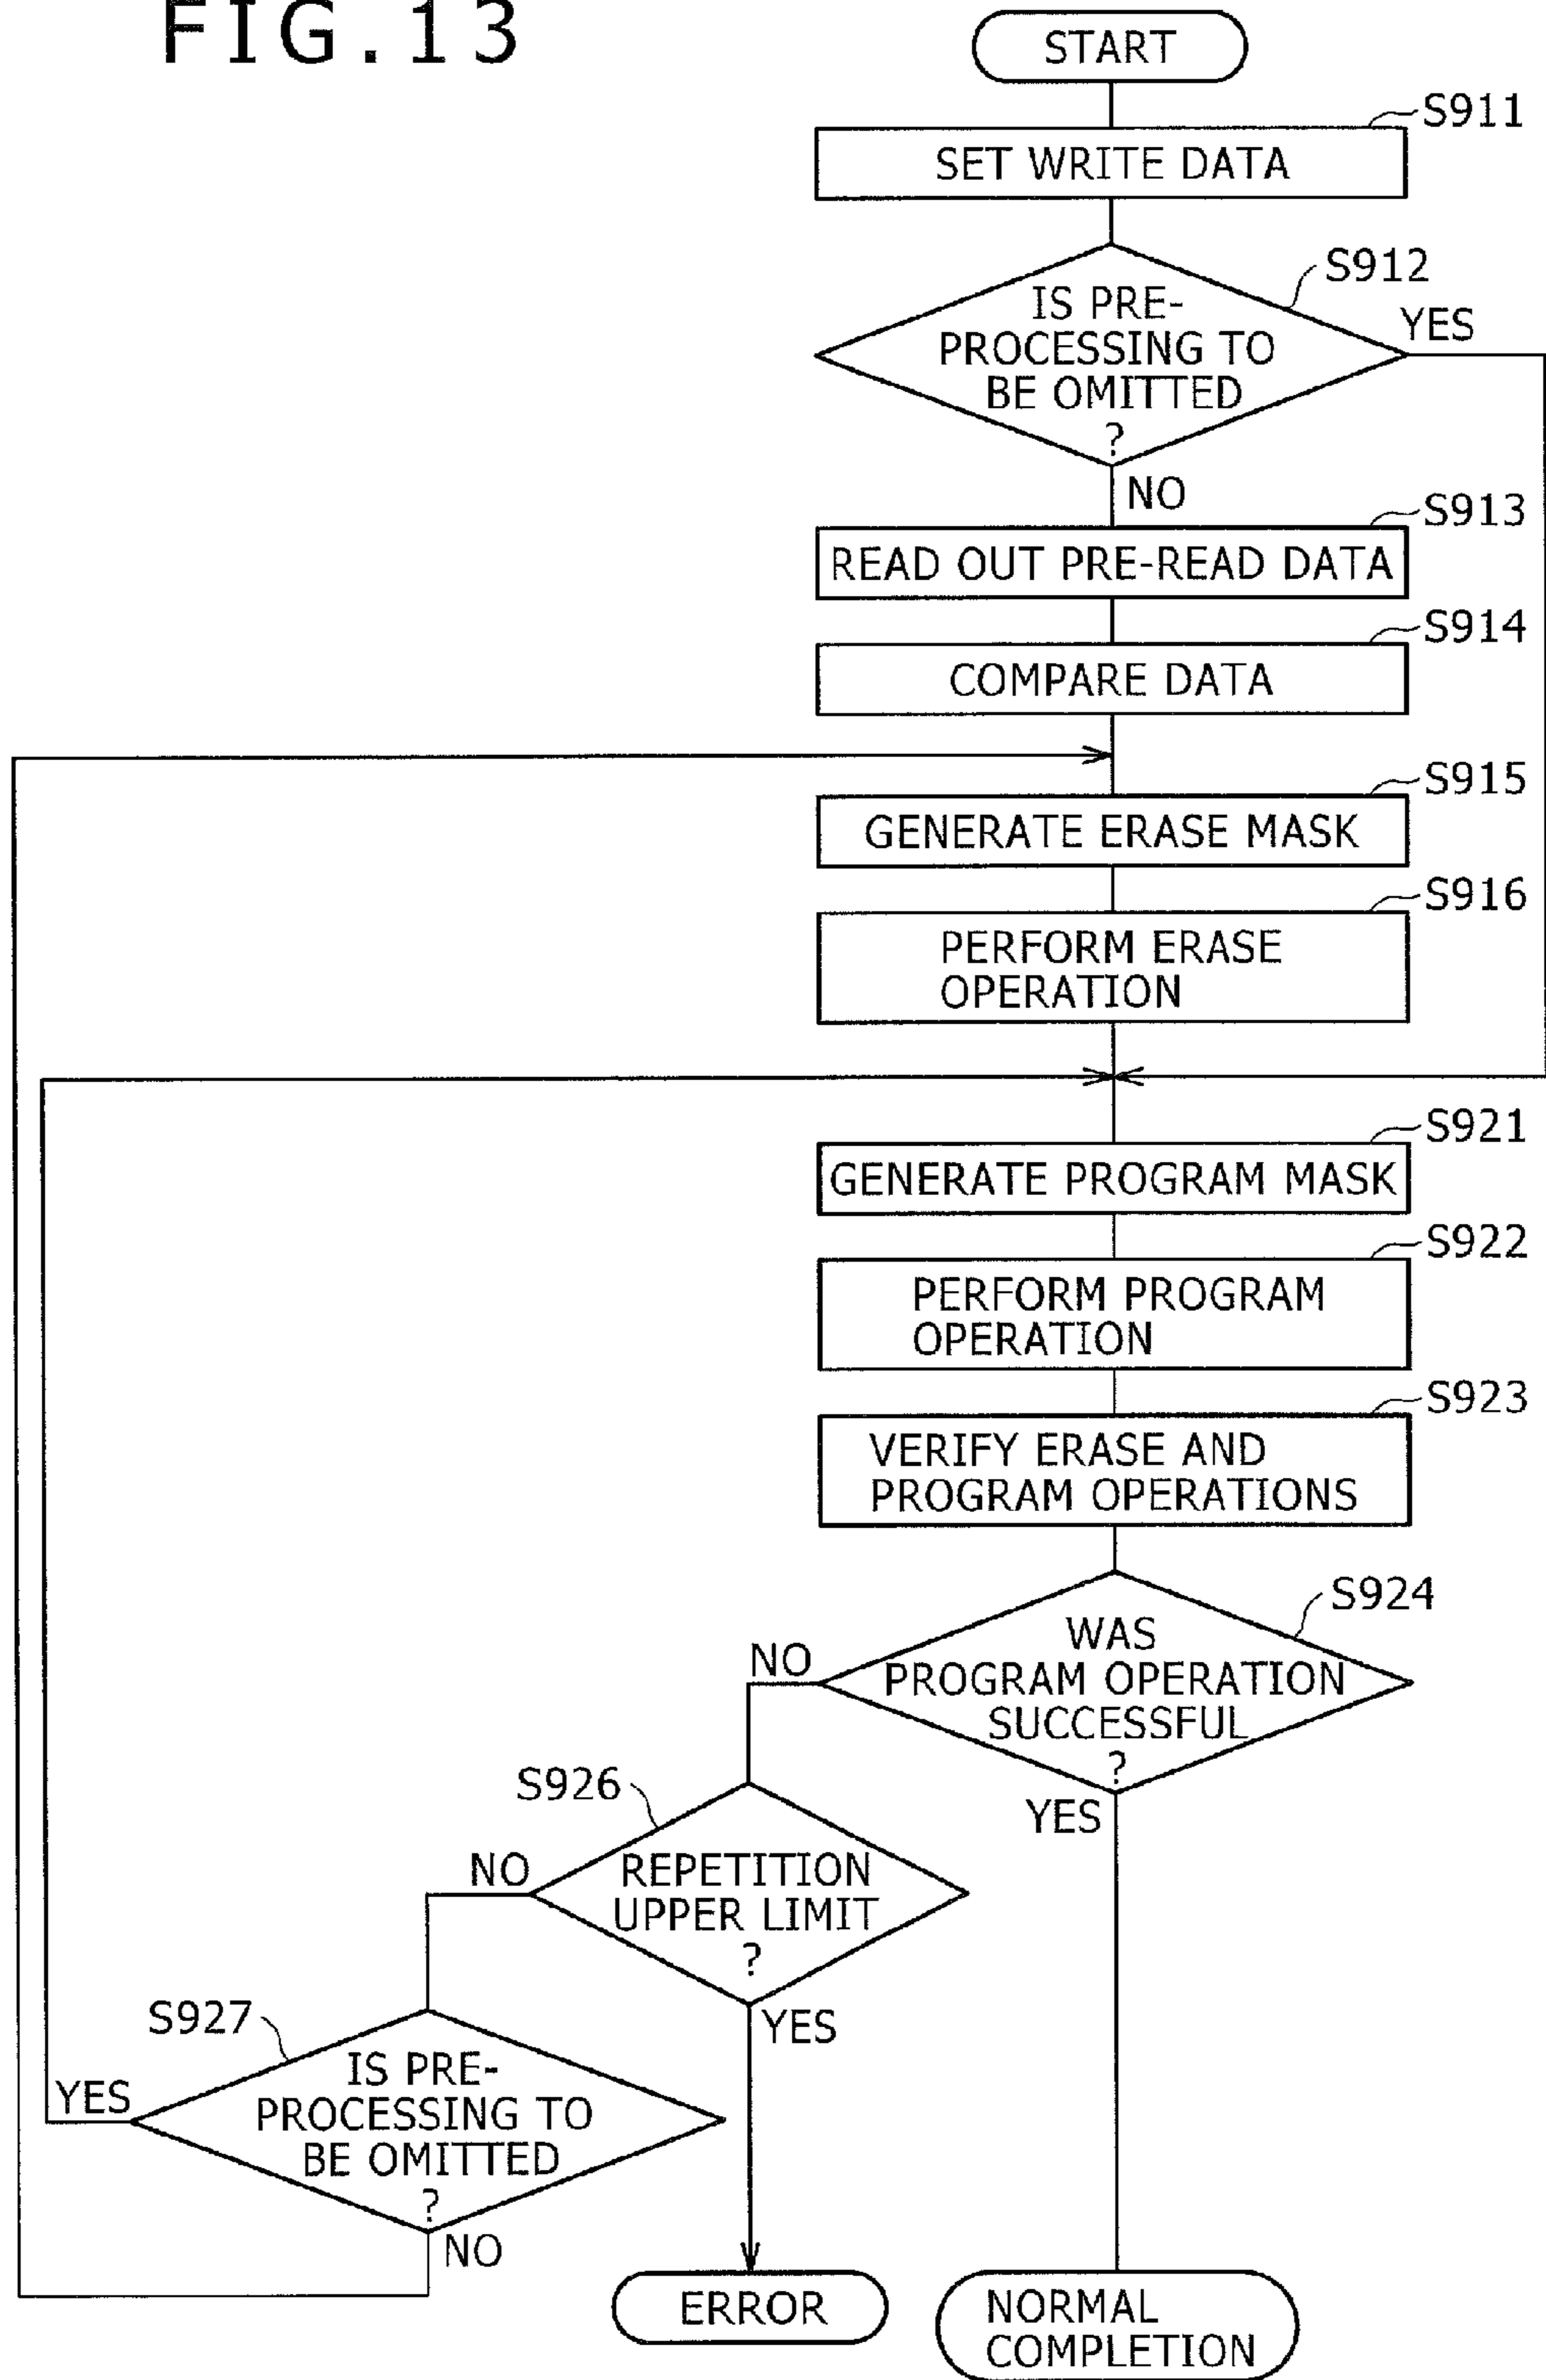 FIG.13
START
S911
SET WRITE DATA
S912
IS PRE-
PROCESSING TO
BE OMITTED
?
YES
NO
S913
READ OUT PRE-READ DATA
S914
COMPARE DATA
S915
GENERATE ERASE MASK
S916
PERFORM ERASE
OPERATION
S921
GENERATE PROGRAM MASK
S922
PERFORM PROGRAM
OPERATION
S923
VERIFY ERASE AND
PROGRAM OPERATIONS
S924
WAS
PROGRAM OPERATION
SUCCESSFUL
?
NO
YES
S926
REPETITION
UPPER LIMIT
?
NO
YES
S927
IS PRE-
PROCESSING TO
BE OMITTED
?
YES
NO
ERROR
NORMAL
COMPLETION